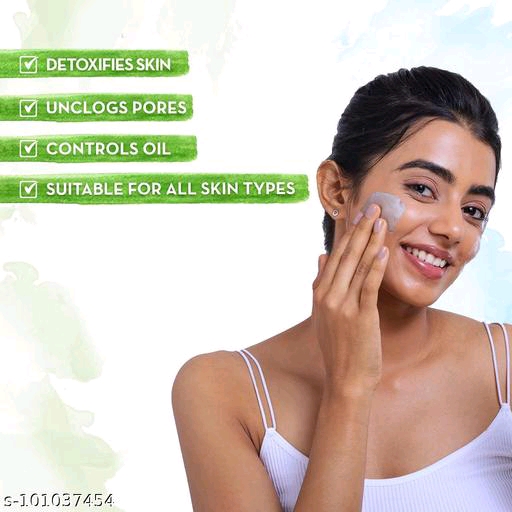 DETOXIFIES SKIN
UNCLOGS PORES
CONTROLS OIL
SUITABLE FOR ALL SKIN TYPES
s-101037454